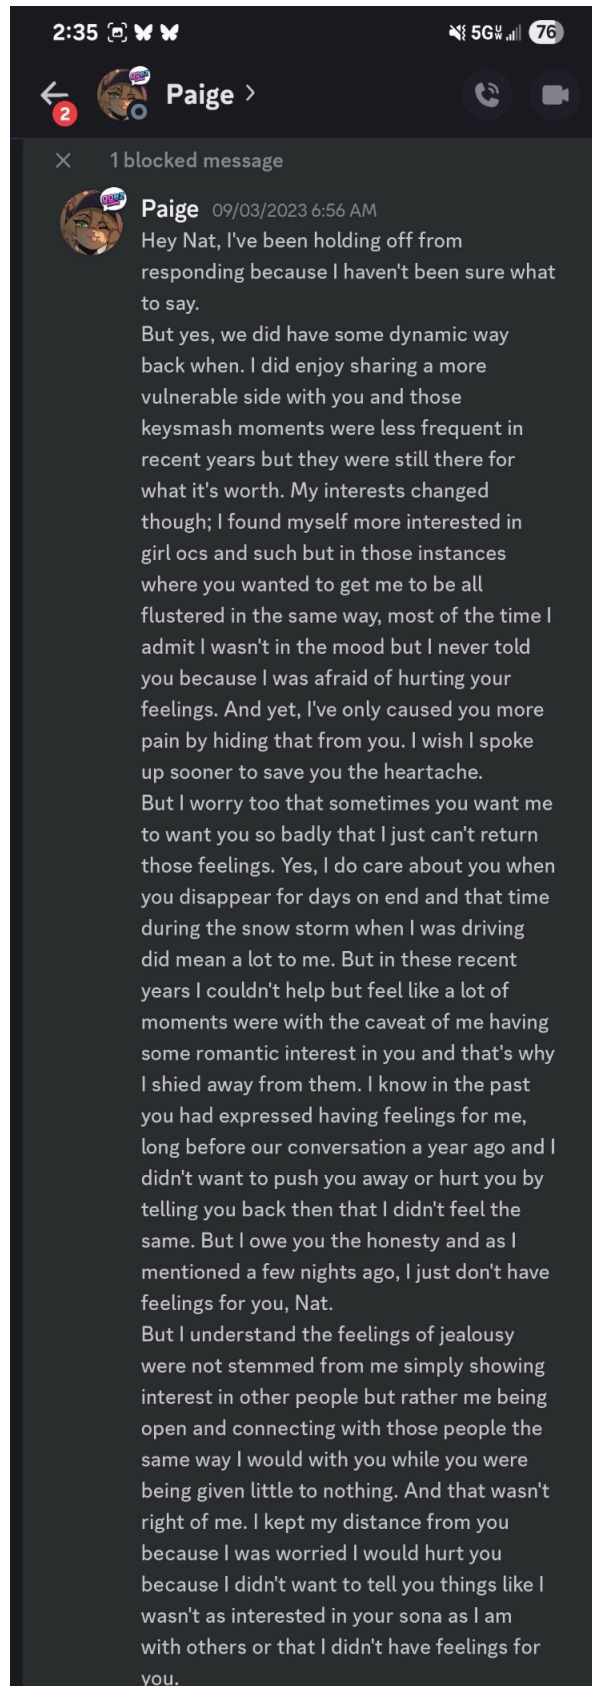 2:35
5G
76
2
Paige >
1 blocked message
ggez
Paige 09/03/2023 6:56 AM
Hey Nat, I've been holding off from
responding because I haven't been sure what
to say.
But yes, we did have some dynamic way
back when. I did enjoy sharing a more
vulnerable side with you and those
keysmash moments were less frequent in
recent years but they were still there for
what it's worth. My interests changed
though; I found myself more interested in
girl ocs and such but in those instances
where you wanted to get me to be all
flustered in the same way, most of the time I
admit I wasn't in the mood but I never told
you because I was afraid of hurting your
feelings. And yet, I've only caused you more
pain by hiding that from you. I wish I spoke
up sooner to save you the heartache.
But I worry too that sometimes you want me
to want you so badly that I just can't return
those feelings. Yes, I do care about you when
you disappear for days on end and that time
during the snow storm when I was driving
did mean a lot to me. But in these recent
years I couldn't help but feel like a lot of
moments were with the caveat of me having
some romantic interest in you and that's why
I shied away from them. I know in the past
you had expressed having feelings for me,
long before our conversation a year ago and I
didn't want to push you away or hurt you by
telling you back then that I didn't feel the
same. But I owe you the honesty and as I
mentioned a few nights ago, I just don't have
feelings for you, Nat.
But I understand the feelings of jealousy
were not stemmed from me simply showing
interest in other people but rather me being
open and connecting with those people the
same way I would with you while you were
being given little to nothing. And that wasn't
right of me. I kept my distance from you
because I was worried I would hurt you
because I didn't want to tell you things like I
wasn't as interested in your sona as I am
with others or that I didn't have feelings for
you.